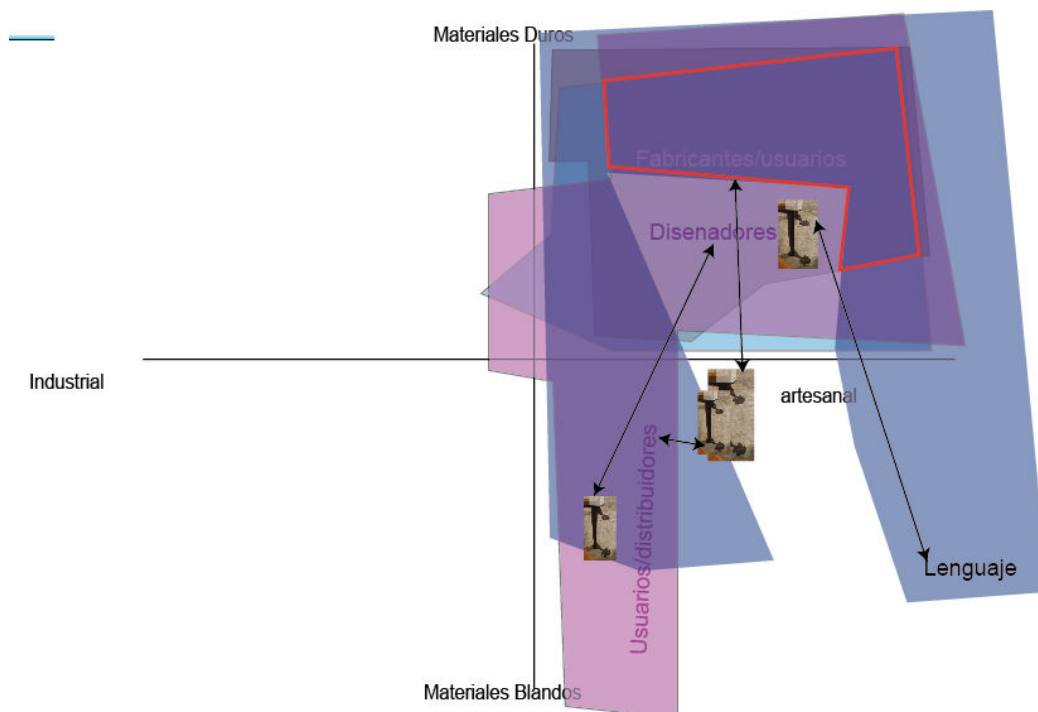 Materiales Duros
Fabricantes/usuarios
Disenadores
Industrial
artesanal
Usuarios/distribuidores
Lenguaje
Materiales Blandos